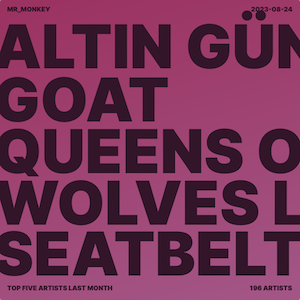 MR_MONKEY
2023-08-24
ALTIN GÜN
GOAT
QUEENS O
WOLVES L
SEATBELT
TOP FIVE ARTISTS LAST MONTH
196 ARTISTS